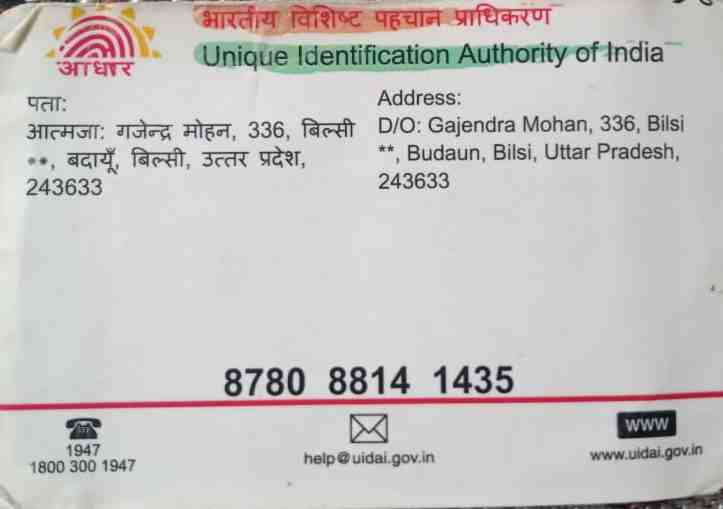 भारतीय विशिष्ट पहचान प्राधिकरण
Unique Identification Authority of India
आधार
पता:
आत्मजा: गजेन्द्र मोहन, 336, बिल्सी
**, बदायूँ, बिल्सी, उत्तर प्रदेश,
243633
Address:
D/O: Gajendra Mohan, 336, Bilsi
**, Budaun, Bilsi, Uttar Pradesh,
243633
8780 8814 1435
1947
1800 300 1947
help@uidai.gov.in
www
www.uidai.gov.in